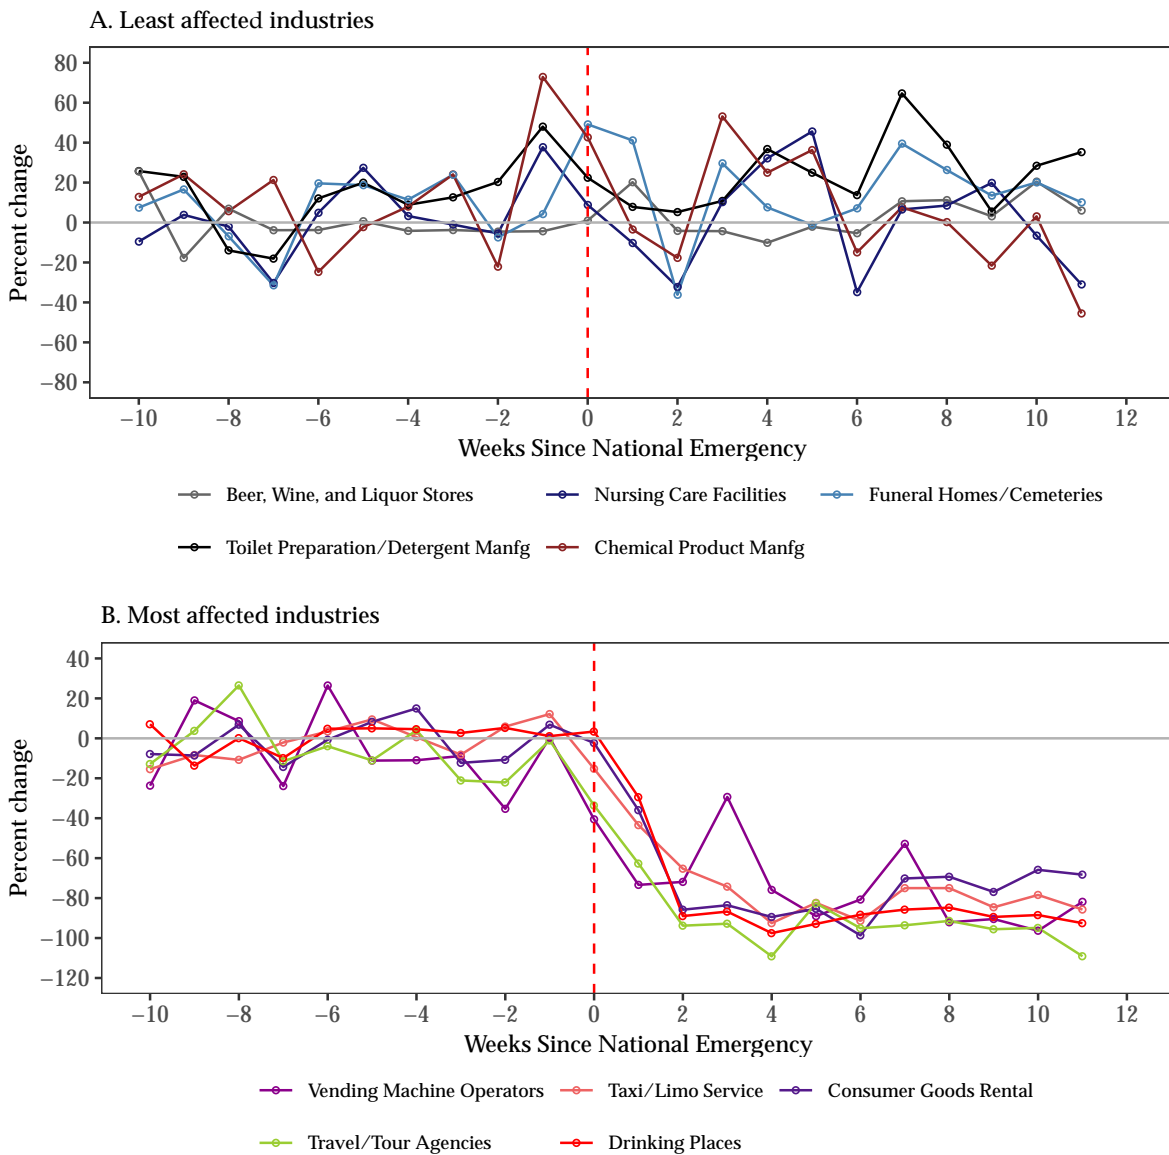 A. Least affected industries
80
60
40
20
0
−20
−40
−60
−80
Percent change
−10 −8 −6 −4 −2 0 2 4 6 8 10 12
Weeks Since National Emergency
Beer, Wine, and Liquor Stores Nursing Care Facilities Funeral Homes/Cemeteries
Toilet Preparation/Detergent Manfg Chemical Product Manfg
B. Most affected industries
40
20
0
−20
−40
−60
−80
−100
−120
Percent change
−10 −8 −6 −4 −2 0 2 4 6 8 10 12
Weeks Since National Emergency
Vending Machine Operators Taxi/Limo Service Consumer Goods Rental
Travel/Tour Agencies Drinking Places